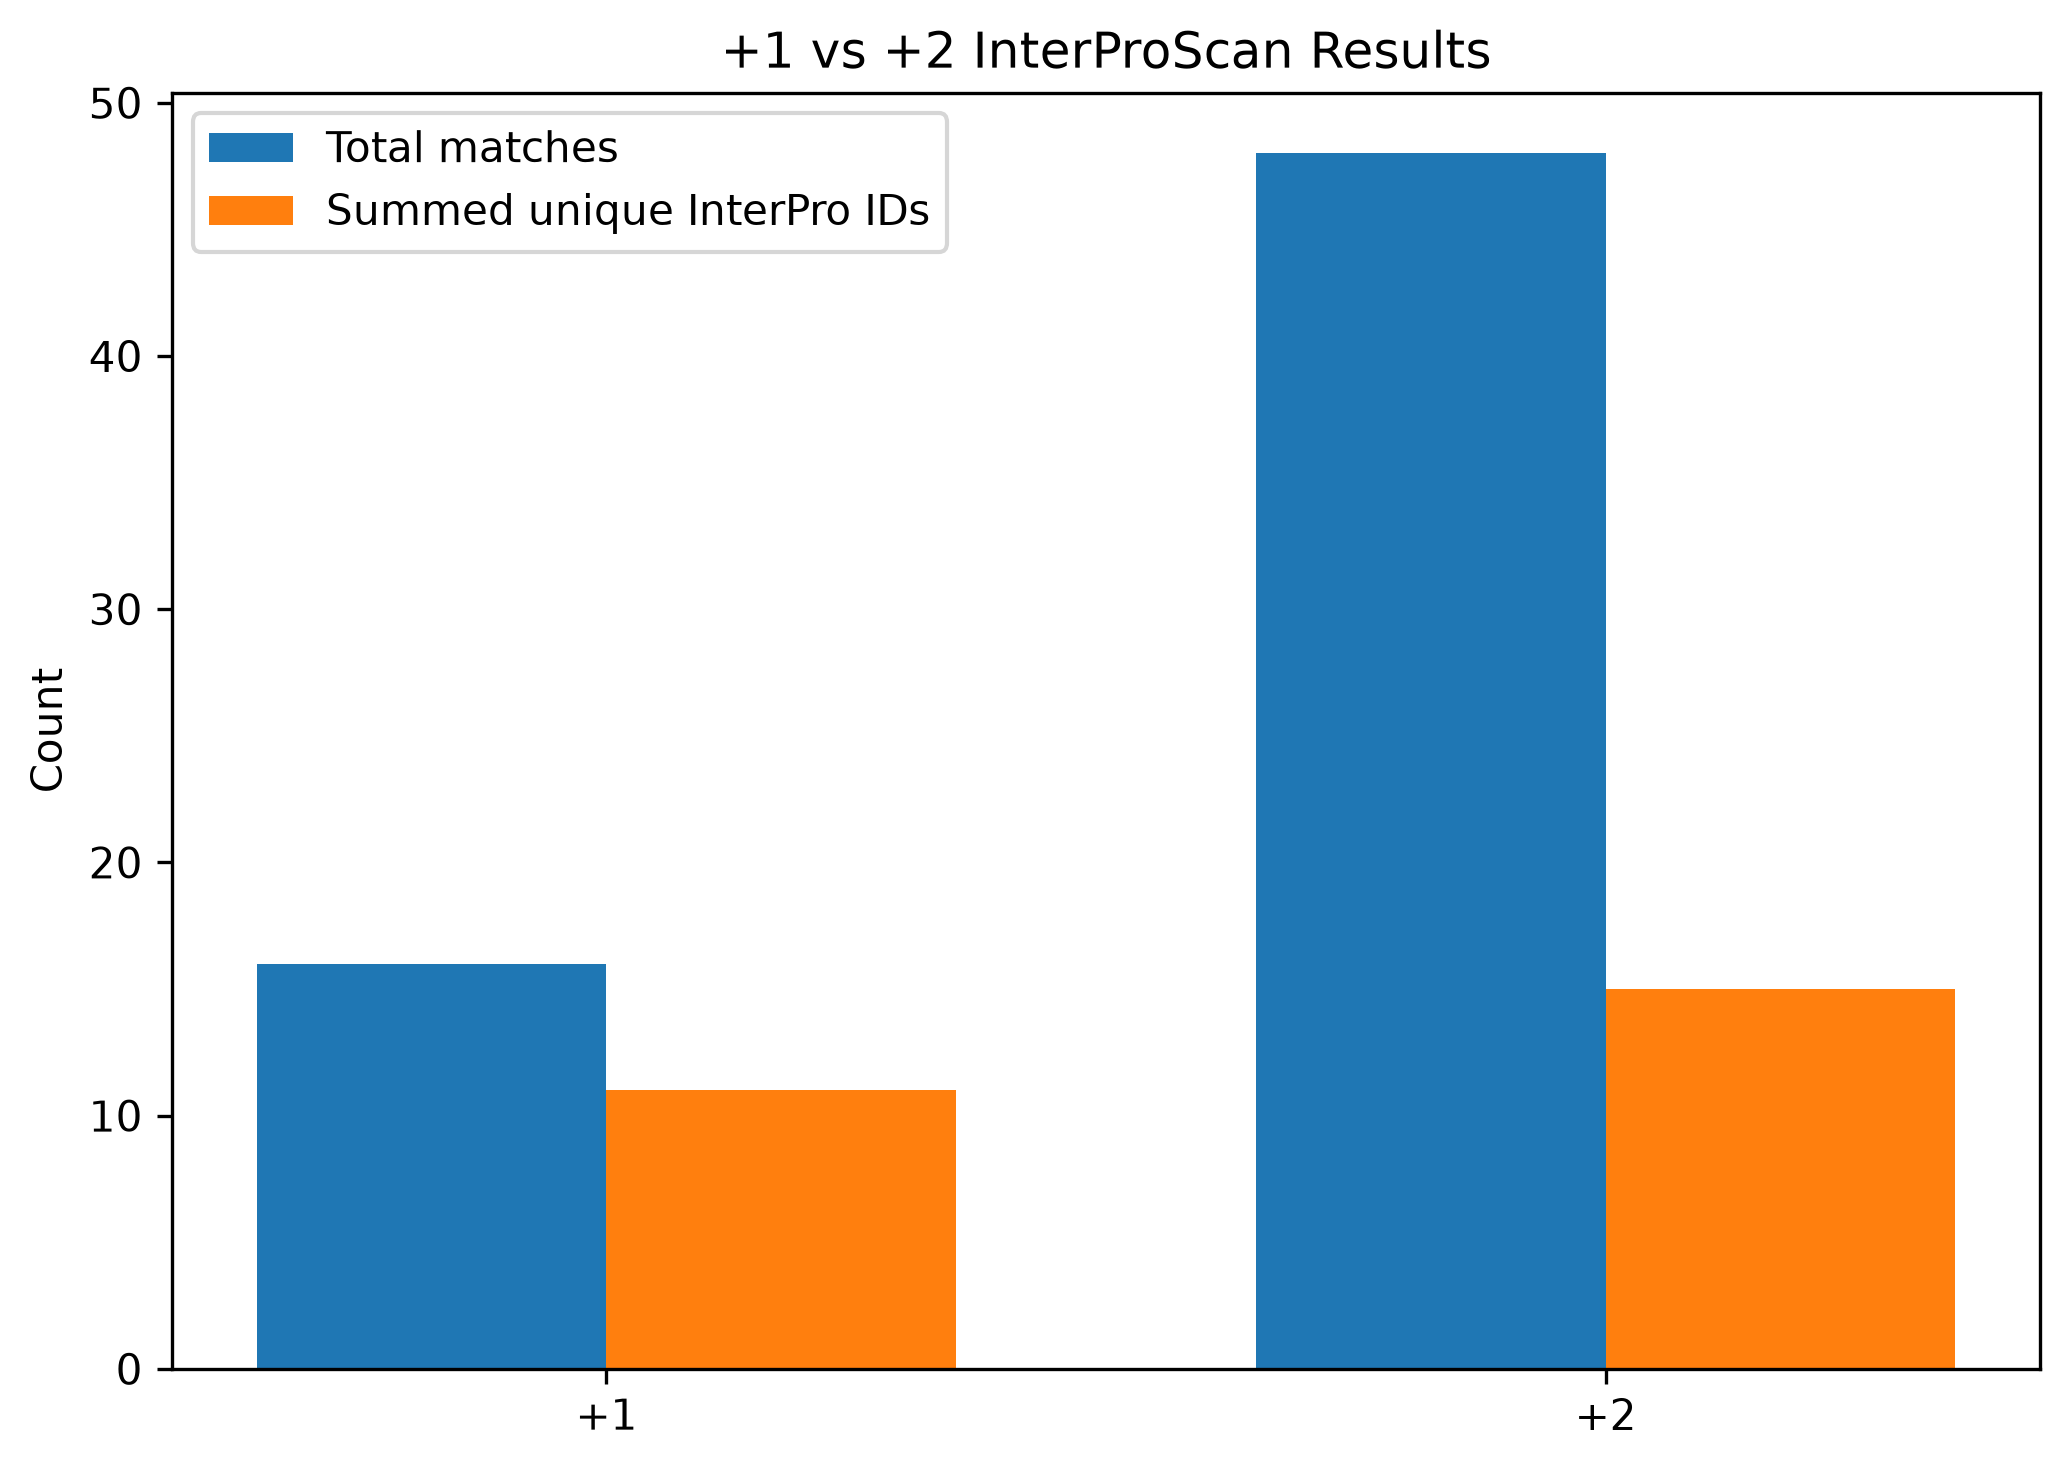 +1 vs +2 InterProScan Results
Total matches
Summed unique InterPro IDs
Count
50
40
30
20
10
0
+1
+2